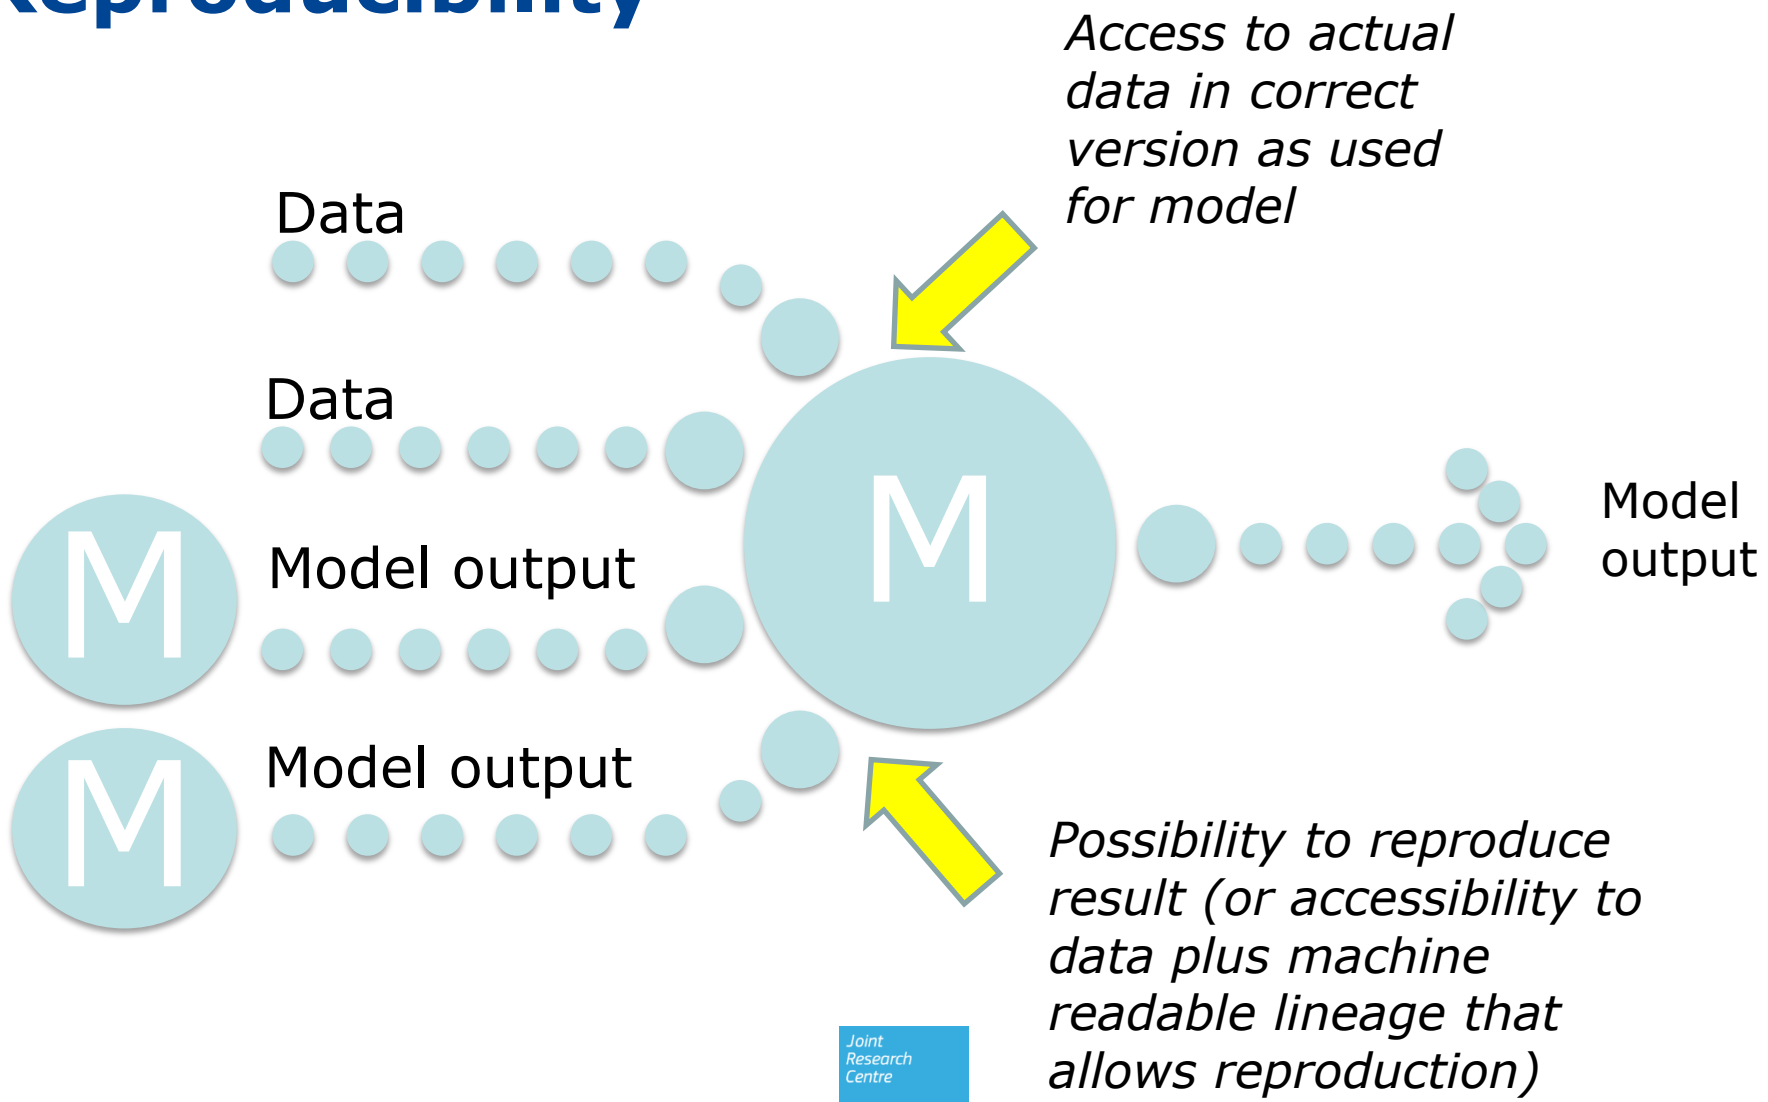 Reproducibility
Access to actual
data in correct
version as used
for model
Data
Data
M
Model output
M
Model
output
M
Model output
Possibility to reproduce
result (or accessibility to
data plus machine
readable lineage that
allows reproduction)
Joint
Research
Centre